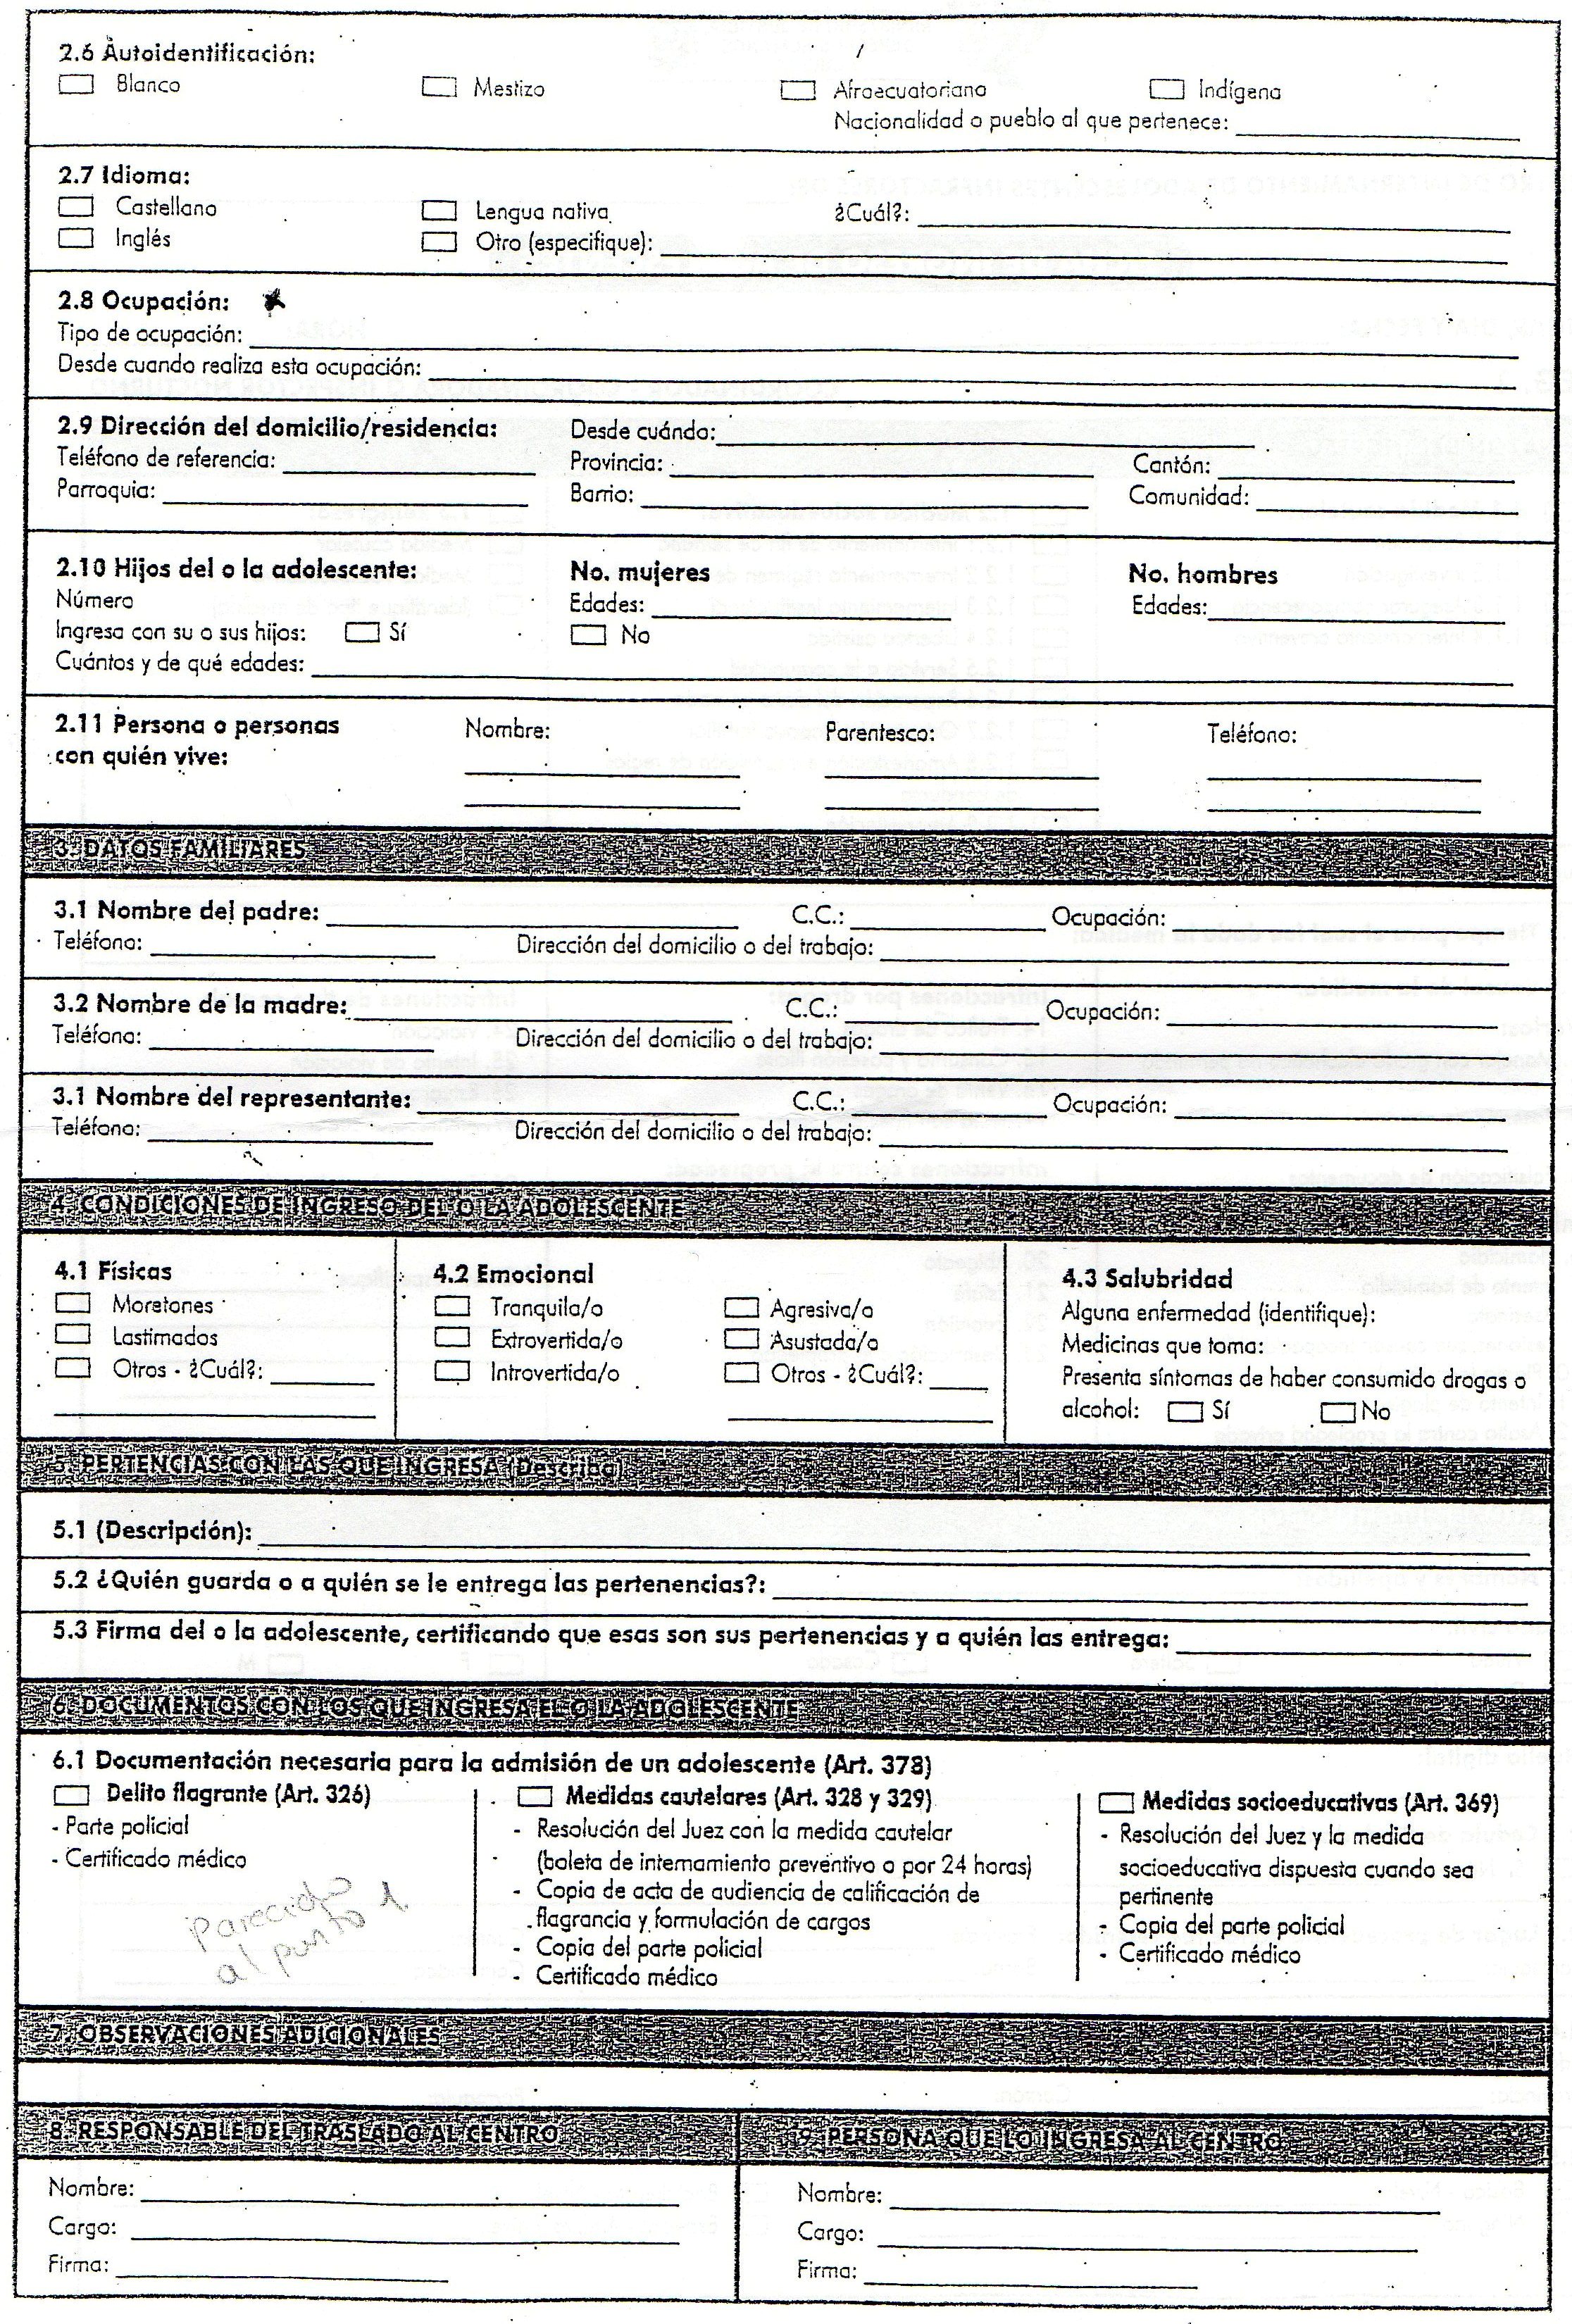 2.6 Autoidentificación:
Blanco Mestizo Afroecuatoriano Indígena
Nacionalidad o pueblo al que pertenece:
2.7 Idioma:
Castellano Lengua nativa ¿Cuál?:
Inglés Otro (especifique):
2.8 Ocupación:
Tipo de ocupación:
Desde cuando realiza esta ocupación:
2.9 Dirección del domicilio/residencia: Desde cuándo:
Teléfono de referencia: Provincia: Cantón:
Parroquia: Barrio: Comunidad:
2.10 Hijos del o la adolescente: No. mujeres No. hombres
Número Edades: Edades:
Ingresa con su o sus hijos: Sí No
Cuántos y de qué edades:
2.11 Persona o personas Nombre: Parentesco: Teléfono:
con quién vive:
3. DATOS FAMILIARES
3.1 Nombre del padre: C.C.: Ocupación:
Teléfono: Dirección del domicilio o del trabajo:
3.2 Nombre de la madre: C.C.: Ocupación:
Teléfono: Dirección del domicilio o del trabajo:
3.1 Nombre del representante: C.C.: Ocupación:
Teléfono: Dirección del domicilio o del trabajo:
4. CONDICIONES DE INGRESO DEL O LA ADOLESCENTE
4.1 Físicas
Moretones
Lastimados
Otros - ¿Cuál?:
4.2 Emocional
Tranquila/o Agresiva/o
Extrovertida/o Asustada/o
Introvertida/o Otros - ¿Cuál?:
4.3 Salubridad
Alguna enfermedad (identifique):
Medicinas que toma:
Presenta síntomas de haber consumido drogas o
alcohol: Sí No
5. PERTENCIAS CON LAS QUE INGRESA (Describa)
5.1 (Descripción):
5.2 ¿Quién guarda o a quién se le entrega las pertenencias?:
5.3 Firma del o la adolescente, certificando que esas son sus pertenencias y a quién las entrega:
6. DOCUMENTOS CON LOS QUE INGRESA EL O LA ADOLESCENTE
6.1 Documentación necesaria para la admisión de un adolescente (Art. 378)
Delito flagrante (Art. 326)
- Parte policial
- Certificado médico
Parecido
al punto 1.
Medidas cautelares (Art. 328 y 329)
- Resolución del Juez con la medida cautelar
(boleta de internamiento preventivo o por 24 horas)
- Copia de acta de audiencia de calificación de
flagrancia y formulación de cargos
- Copia del parte policial
- Certificado médico
Medidas socioeducativas (Art. 369)
- Resolución del Juez y la medida
socioeducativa dispuesta cuando sea
pertinente
- Copia del parte policial
- Certificado médico
7. OBSERVACIONES ADICIONALES
8. RESPONSABLE DEL TRASLADO AL CENTRO
Nombre:
Cargo:
Firma:
9. PERSONA QUE LO INGRESA AL CENTRO
Nombre:
Cargo:
Firma: